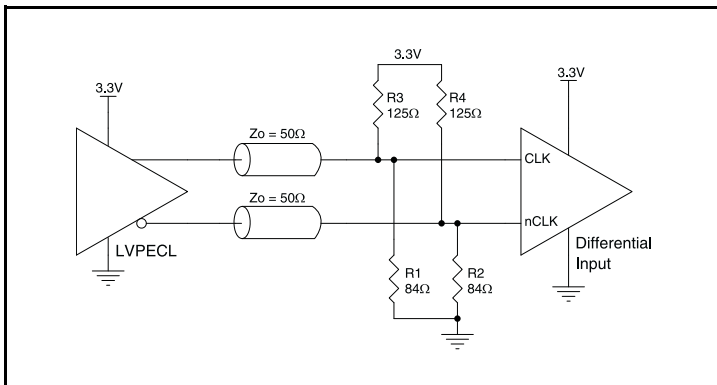 3.3V
3.3V
3.3V
R3
125Ω
R4
125Ω
Zo = 50Ω
CLK
Zo = 50Ω
nCLK
LVPECL
Differential
Input
R1
84Ω
R2
84Ω